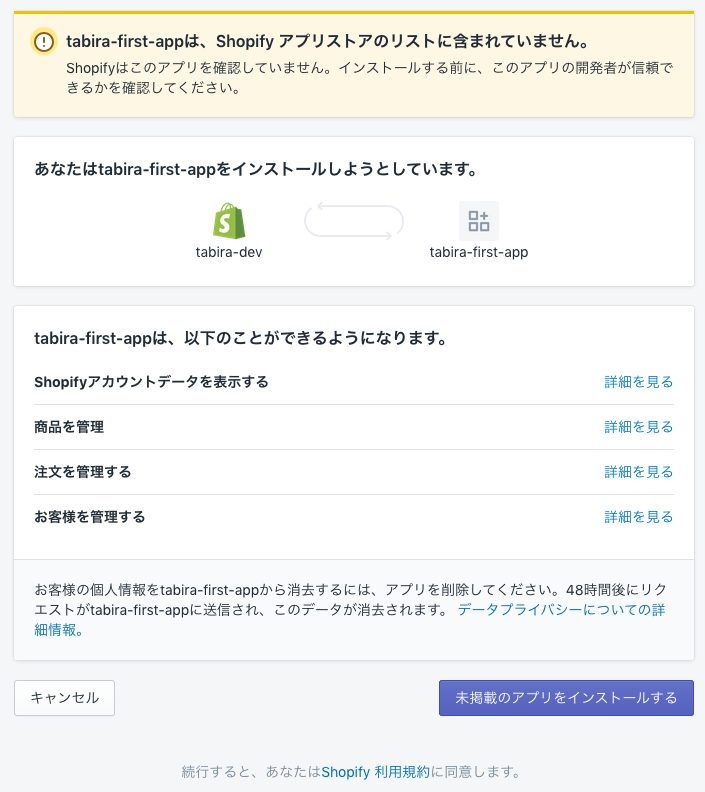 tabira-first-appは、Shopify アプリストアのリストに含まれていません。
Shopifyはこのアプリを確認していません。インストールする前に、このアプリの開発者が信頼で
きるかを確認してください。
あなたはtabira-first-appをインストールしようとしています。
tabira-dev
tabira-first-app
tabira-first-appは、以下のことができるようになります。
Shopifyアカウントデータを表示する 詳細を見る
商品を管理 詳細を見る
注文を管理する 詳細を見る
お客様を管理する 詳細を見る
お客様の個人情報をtabira-first-appから消去するには、アプリを削除してください。48時間後にリク
エストがtabira-first-appに送信され、このデータが消去されます。 データプライバシーについての詳
細情報。
キャンセル
未掲載のアプリをインストールする
続行すると、あなたはShopify 利用規約に同意します。